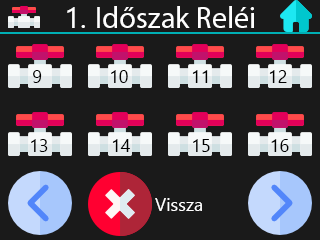 1. Időszak Reléi
9 10 11 12
13 14 15 16
Vissza